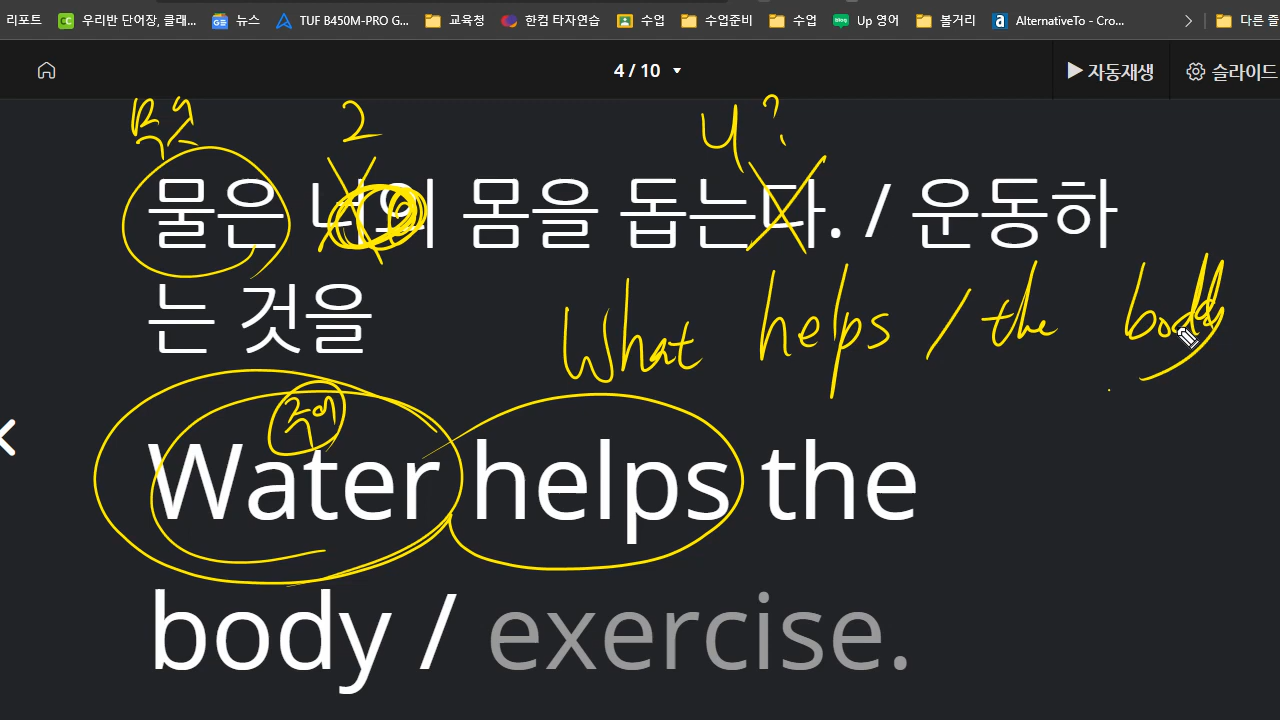 리포트 우리반 단어장, 클래... 뉴스 TUF B450M-PRO G... 교육청 한컴 타자연습 수업 수업준비 수업 Up 영어 볼거리 AlternativeTo - Cro... 다른 즐
4 / 10 자동재생 슬라이드
2 니?
물은 너의 몸을 돕는다. / 운동하
는 것을
What helps / the body
주어
Water helps the
body / exercise.